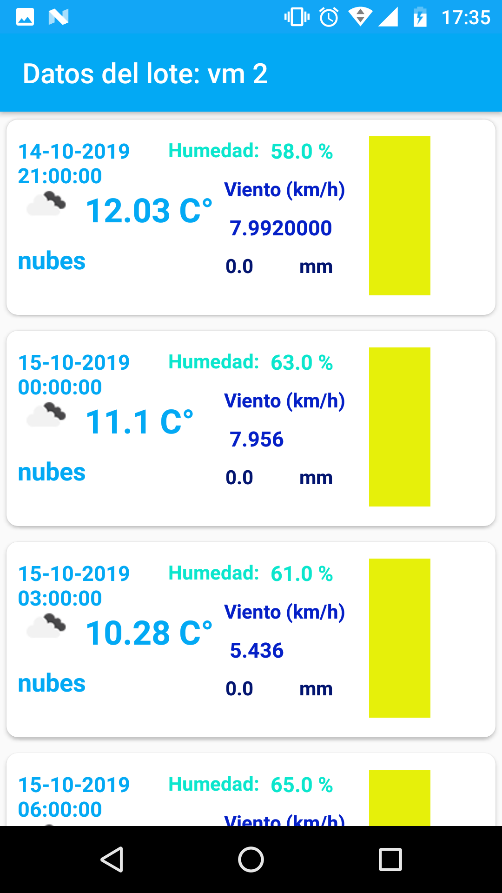 17:35
Datos del lote: vm 2
14-10-2019 Humedad: 58.0 %
21:00:00
Viento (km/h)
12.03 C°
7.9920000
nubes
0.0 mm
15-10-2019 Humedad: 63.0 %
00:00:00
Viento (km/h)
11.1 C°
7.956
nubes
0.0 mm
15-10-2019 Humedad: 61.0 %
03:00:00
Viento (km/h)
10.28 C°
5.436
nubes
0.0 mm
15-10-2019 Humedad: 65.0 %
06:00:00
Viento (km/h)